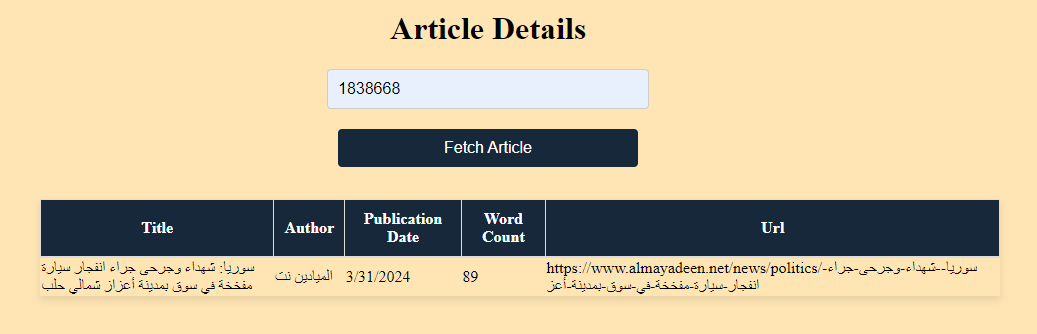 Article Details
1838668
Fetch Article
Title
Author
Publication
Date
Word
Count
Url
سوريا: شهداء وجرحى جراء انفجار سيارة
مفخخة في سوق بمدينة أعزاز شمالي حلب
الميادين نت
3/31/2024
89
https://www.almayadeen.net/news/politics/سوريا--شهداء-وجرحى-جراء-
انفجار-سيارة-مفخخة-في-سوق-بمدينة-أعز